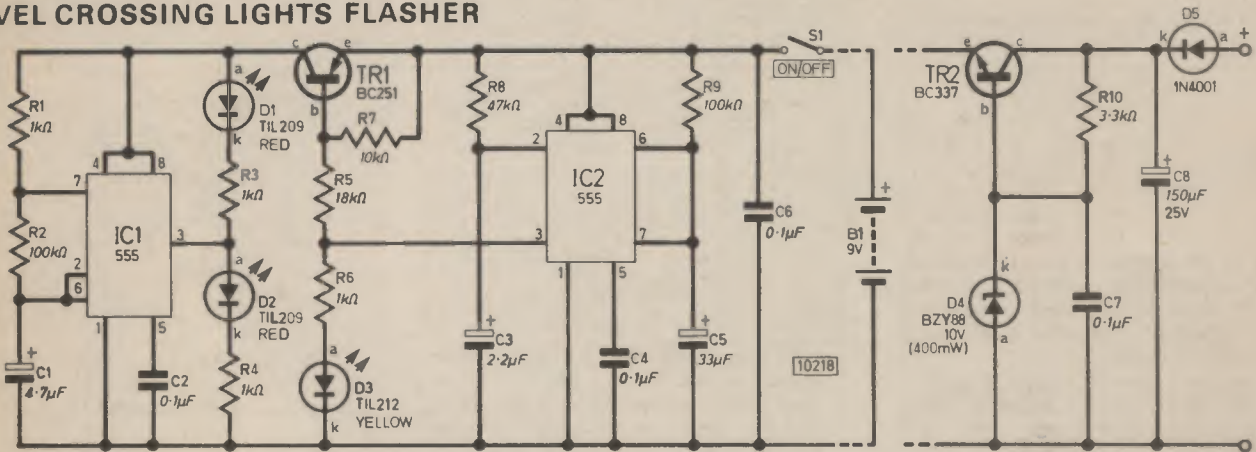 VEL CROSSING LIGHTS FLASHER
R1
1kΩ
R2
100kΩ
C1
4·7µF
+
4 8
7
IC1
555
3
2
6
1 5
C2
0·1µF
a
D1
TIL209
RED
k
R3
1kΩ
a
D2
TIL209
RED
k
R4
1kΩ
c e
TR1
BC251
b
R7
10kΩ
R5
18kΩ
R6
1kΩ
a
D3
TIL212
YELLOW
k
R8
47kΩ
+
C3
2·2µF
4 8
2 6
IC2
555
3 7
1 5
C4
0·1µF
R9
100kΩ
+
C5
33µF
C6
0·1µF
S1
ON/OFF
+
B1
9V
10218
e c
TR2
BC337
b
R10
3·3kΩ
k
D4
BZY88
10V
(400mW)
a
C7
0·1µF
+
C8
150µF
25V
D5
k a
1N4001
+